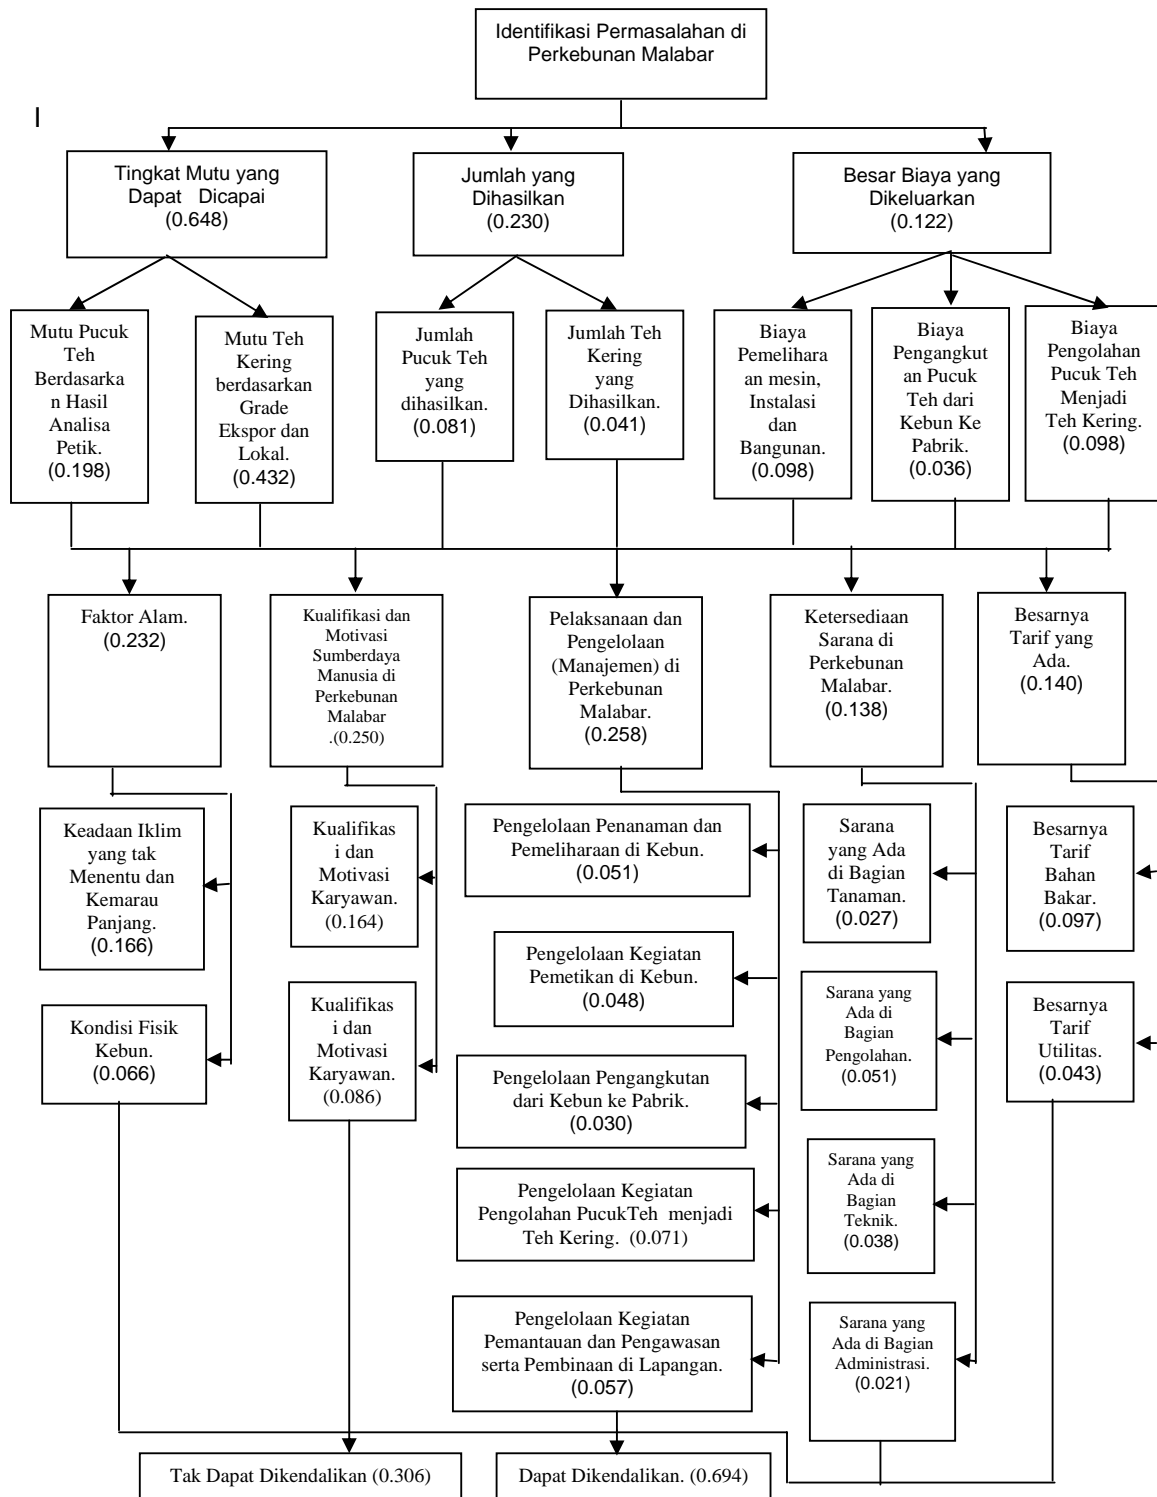 Identifikasi Permasalahan di
Perkebunan Malabar
l
Tingkat Mutu yang
Dapat Dicapai
(0.648)
Jumlah yang
Dihasilkan
(0.230)
Besar Biaya yang
Dikeluarkan
(0.122)
Mutu Pucuk
Teh
Berdasarka
n Hasil
Analisa
Petik.
(0.198)
Mutu Teh
Kering
berdasarkan
Grade
Ekspor dan
Lokal.
(0.432)
Jumlah
Pucuk Teh
yang
dihasilkan.
(0.081)
Jumlah Teh
Kering
yang
Dihasilkan.
(0.041)
Biaya
Pemelihara
an mesin,
Instalasi
dan
Bangunan.
(0.098)
Biaya
Pengangkut
an Pucuk
Teh dari
Kebun Ke
Pabrik.
(0.036)
Biaya
Pengolahan
Pucuk Teh
Menjadi
Teh Kering.
(0.098)
Faktor Alam.
(0.232)
Kualifikasi dan
Motivasi
Sumberdaya
Manusia di
Perkebunan
Malabar
.(0.250)
Pelaksanaan dan
Pengelolaan
(Manajemen) di
Perkebunan
Malabar.
(0.258)
Ketersediaan
Sarana di
Perkebunan
Malabar.
(0.138)
Besarnya
Tarif yang
Ada.
(0.140)
Keadaan Iklim
yang tak
Menentu dan
Kemarau
Panjang.
(0.166)
Kondisi Fisik
Kebun.
(0.066)
Kualifikas
i dan
Motivasi
Karyawan.
(0.164)
Kualifikas
i dan
Motivasi
Karyawan.
(0.086)
Pengelolaan Penanaman dan
Pemeliharaan di Kebun.
(0.051)
Pengelolaan Kegiatan
Pemetikan di Kebun.
(0.048)
Pengelolaan Pengangkutan
dari Kebun ke Pabrik.
(0.030)
Pengelolaan Kegiatan
Pengolahan PucukTeh menjadi
Teh Kering. (0.071)
Pengelolaan Kegiatan
Pemantauan dan Pengawasan
serta Pembinaan di Lapangan.
(0.057)
Sarana
yang Ada
di Bagian
Tanaman.
(0.027)
Sarana yang
Ada di
Bagian
Pengolahan.
(0.051)
Sarana yang
Ada di
Bagian
Teknik.
(0.038)
Sarana yang
Ada di Bagian
Administrasi.
(0.021)
Besarnya
Tarif
Bahan
Bakar.
(0.097)
Besarnya
Tarif
Utilitas.
(0.043)
Tak Dapat Dikendalikan (0.306)
Dapat Dikendalikan. (0.694)